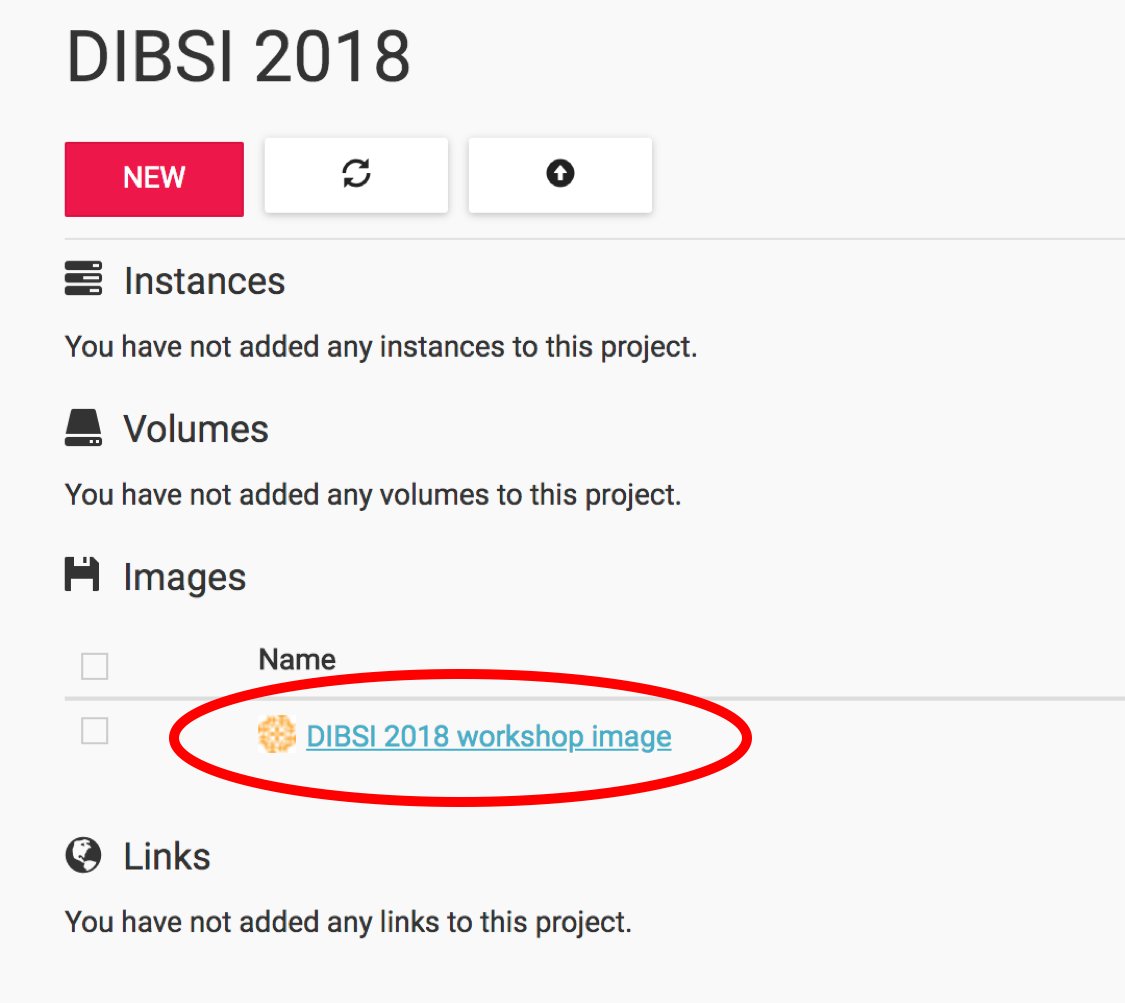 DIBSI 2018
NEW
Instances
You have not added any instances to this project.
Volumes
You have not added any volumes to this project.
Images
Name
DIBSI 2018 workshop image
Links
You have not added any links to this project.